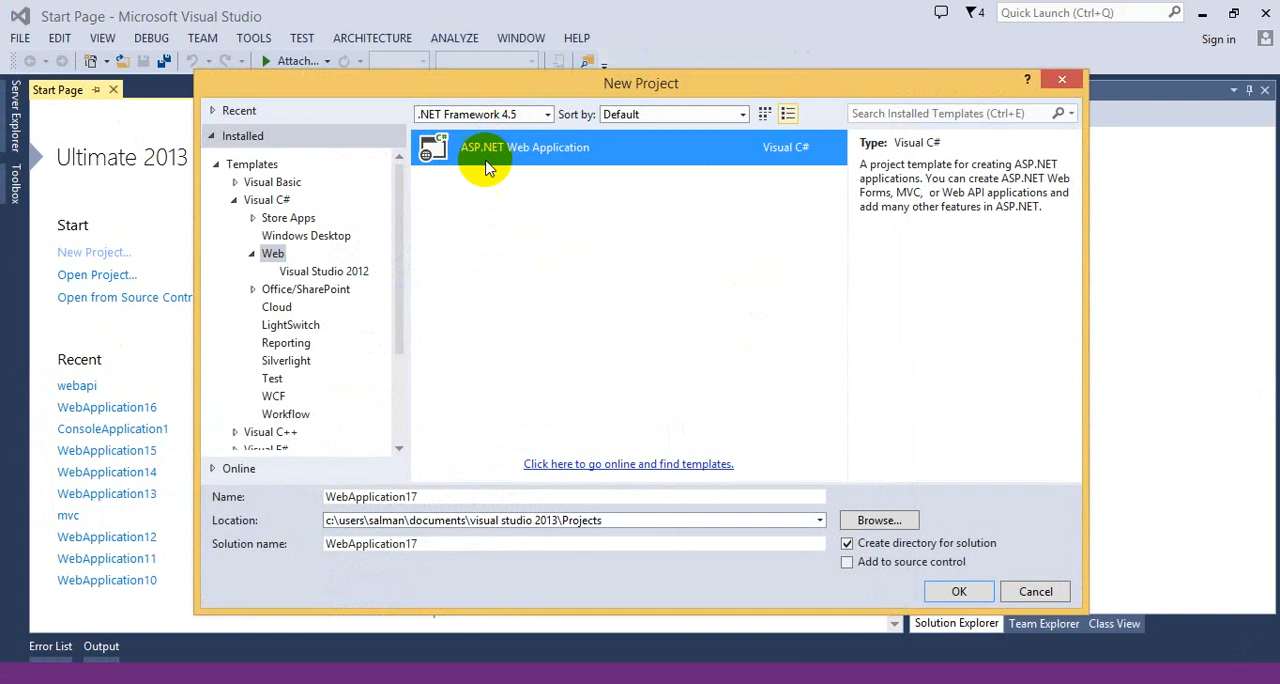 Start Page - Microsoft Visual Studio
4
Quick Launch (Ctrl+Q)
FILE EDIT VIEW DEBUG TEAM TOOLS TEST ARCHITECTURE ANALYZE WINDOW HELP
Sign in
Attach...
Server Explorer
Toolbox
Start Page
Ultimate 2013
Start
New Project...
Open Project...
Open from Source Contr
Recent
webapi
WebApplication16
ConsoleApplication1
WebApplication15
WebApplication14
WebApplication13
mvc
WebApplication12
WebApplication11
WebApplication10
New Project
?
Recent
Installed
.NET Framework 4.5
Sort by:
Default
Search Installed Templates (Ctrl+E)
Templates
Visual Basic
Visual C#
Store Apps
Windows Desktop
Web
Visual Studio 2012
Office/SharePoint
Cloud
LightSwitch
Reporting
Silverlight
Test
WCF
Workflow
Visual C++
Visual F#
Online
C#
ASP.NET Web Application
Visual C#
Type: Visual C#
A project template for creating ASP.NET
applications. You can create ASP.NET Web
Forms, MVC, or Web API applications and
add many other features in ASP.NET.
Click here to go online and find templates.
Name:
WebApplication17
Location:
c:\users\salman\documents\visual studio 2013\Projects
Browse...
Solution name:
WebApplication17
Create directory for solution
Add to source control
OK
Cancel
Solution Explorer
Team Explorer
Class View
Error List
Output